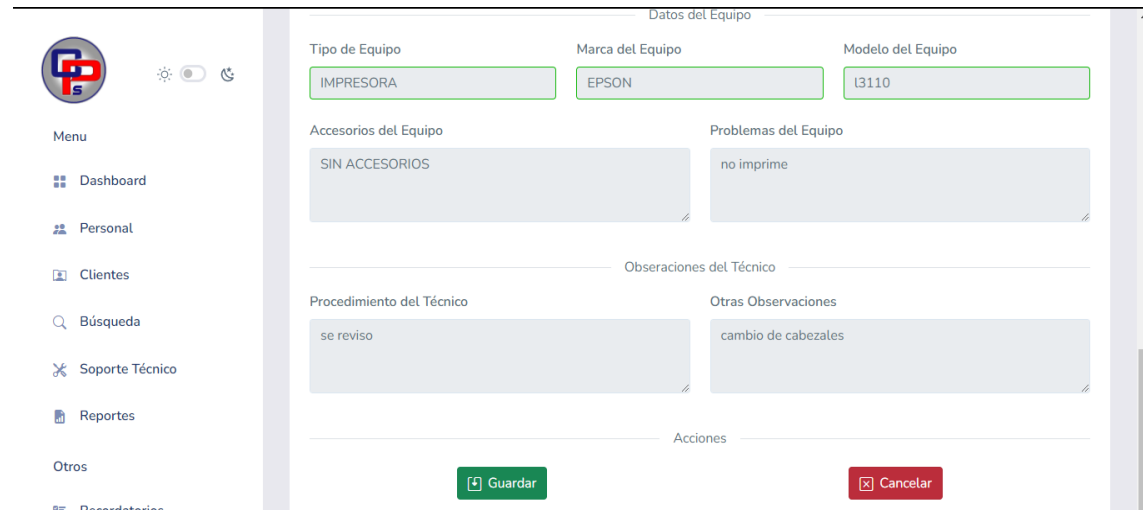 Datos del Equipo
Tipo de Equipo
Marca del Equipo
Modelo del Equipo
IMPRESORA
EPSON
l3110
Accesorios del Equipo
Problemas del Equipo
SIN ACCESORIOS
no imprime
Obseraciones del Técnico
Procedimiento del Técnico
Otras Observaciones
se reviso
cambio de cabezales
Acciones
Guardar
Cancelar
CPs
Menu
Dashboard
Personal
Clientes
Búsqueda
Soporte Técnico
Reportes
Otros
Recordatorios